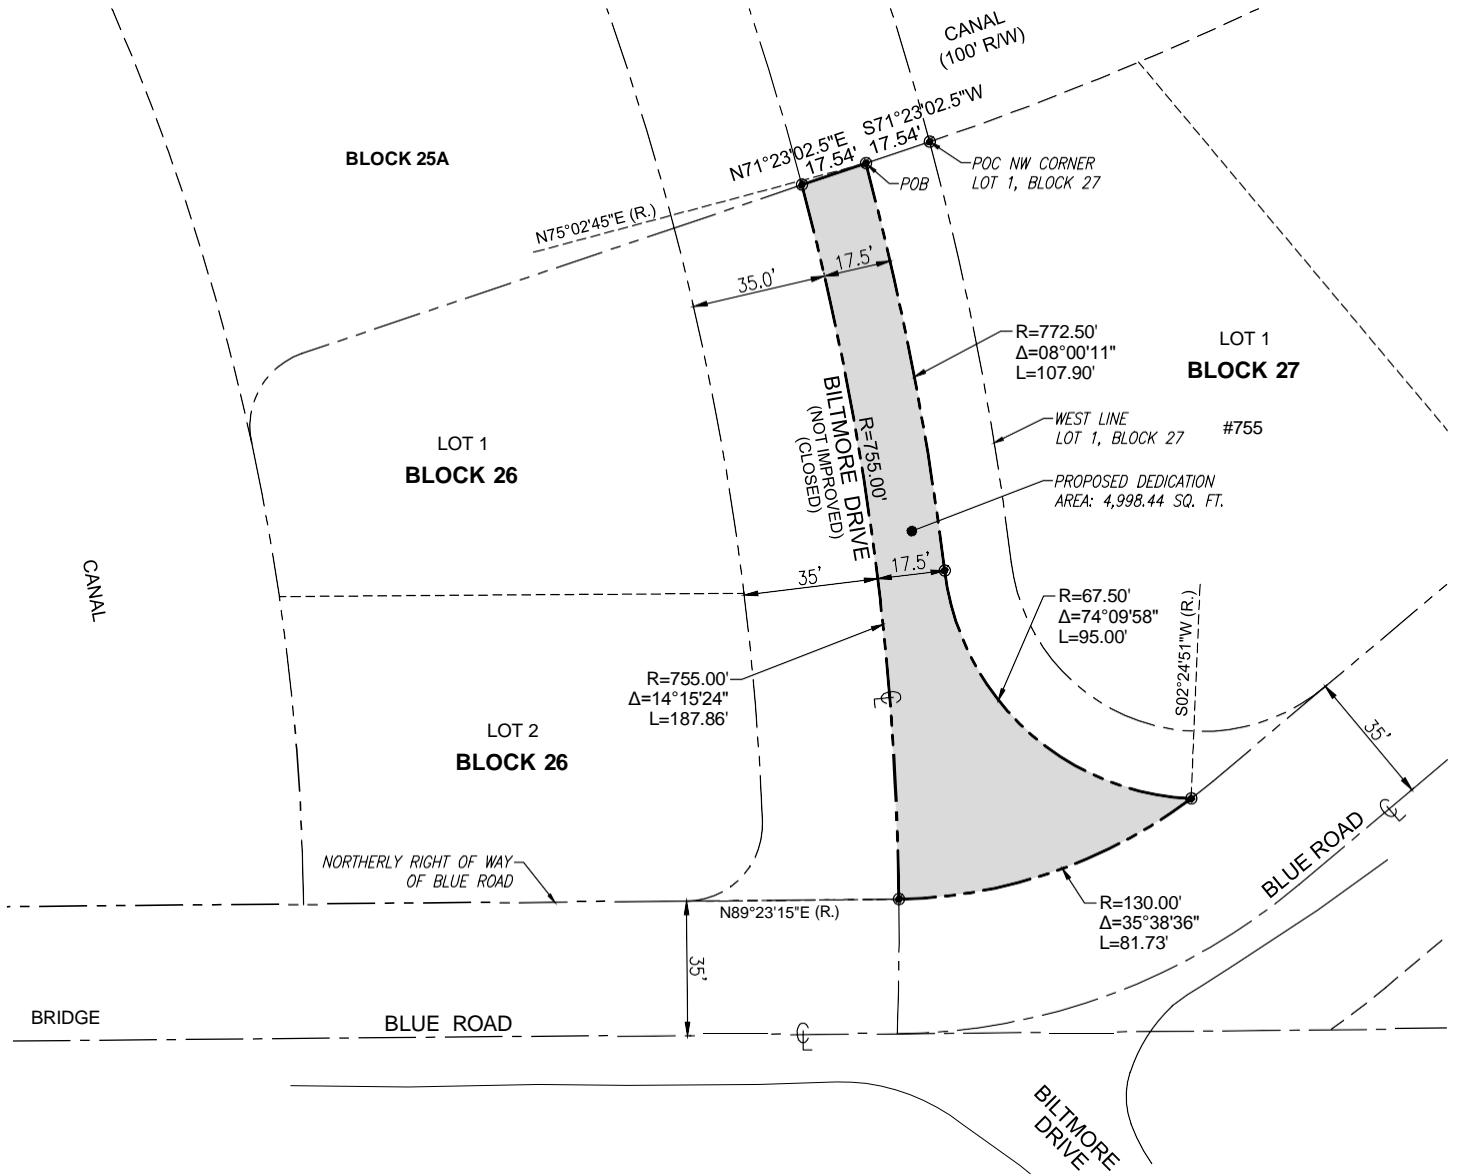 CANAL
(100' R/W)
BLOCK 25A
N71°23'02.5"E
17.54'
S71°23'02.5"W
17.54'
POC NW CORNER
LOT 1, BLOCK 27
POB
N75°02'45"E (R.)
17.5'
35.0'
R=772.50'
Δ=08°00'11"
L=107.90'
LOT 1
BLOCK 27
#755
WEST LINE
LOT 1, BLOCK 27
BILTMORE DRIVE
(NOT IMPROVED)
(CLOSED)
R=755.00'
LOT 1
BLOCK 26
PROPOSED DEDICATION
AREA: 4,998.44 SQ. FT.
CANAL
35'
17.5'
R=67.50'
Δ=74°09'58"
L=95.00'
S02°24'51"W (R.)
R=755.00'
Δ=14°15'24"
L=187.86'
CL
LOT 2
BLOCK 26
35'
CL
BLUE ROAD
NORTHERLY RIGHT OF WAY
OF BLUE ROAD
N89°23'15"E (R.)
R=130.00'
Δ=35°38'36"
L=81.73'
35'
BRIDGE
BLUE ROAD
CL
BILTMORE
DRIVE